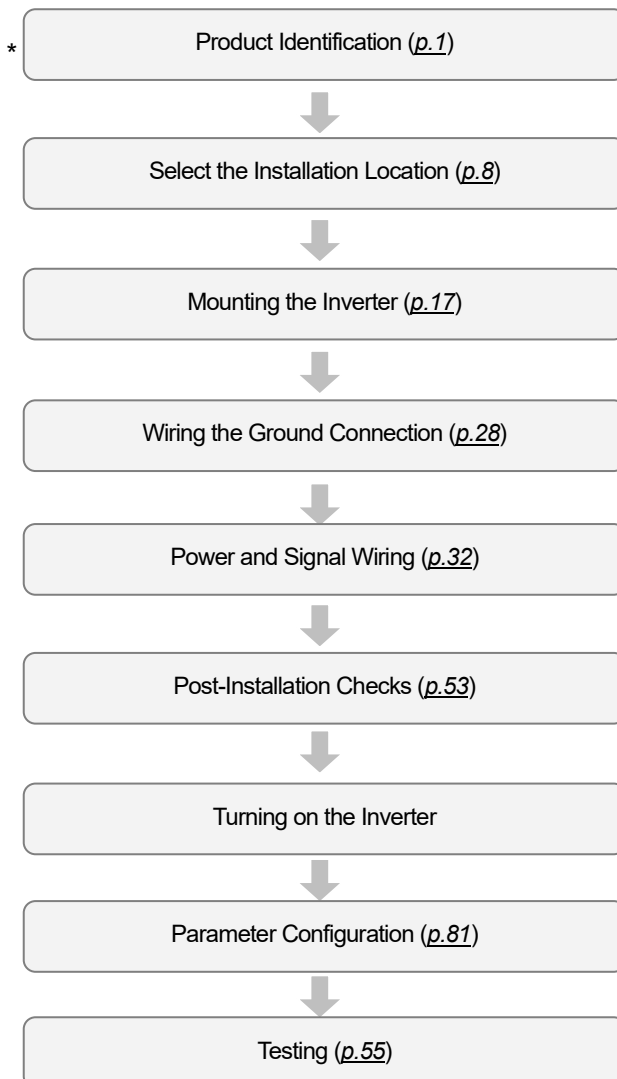 * Product Identification (p.1)
Select the Installation Location (p.8)
Mounting the Inverter (p.17)
Wiring the Ground Connection (p.28)
Power and Signal Wiring (p.32)
Post-Installation Checks (p.53)
Turning on the Inverter
Parameter Configuration (p.81)
Testing (p.55)